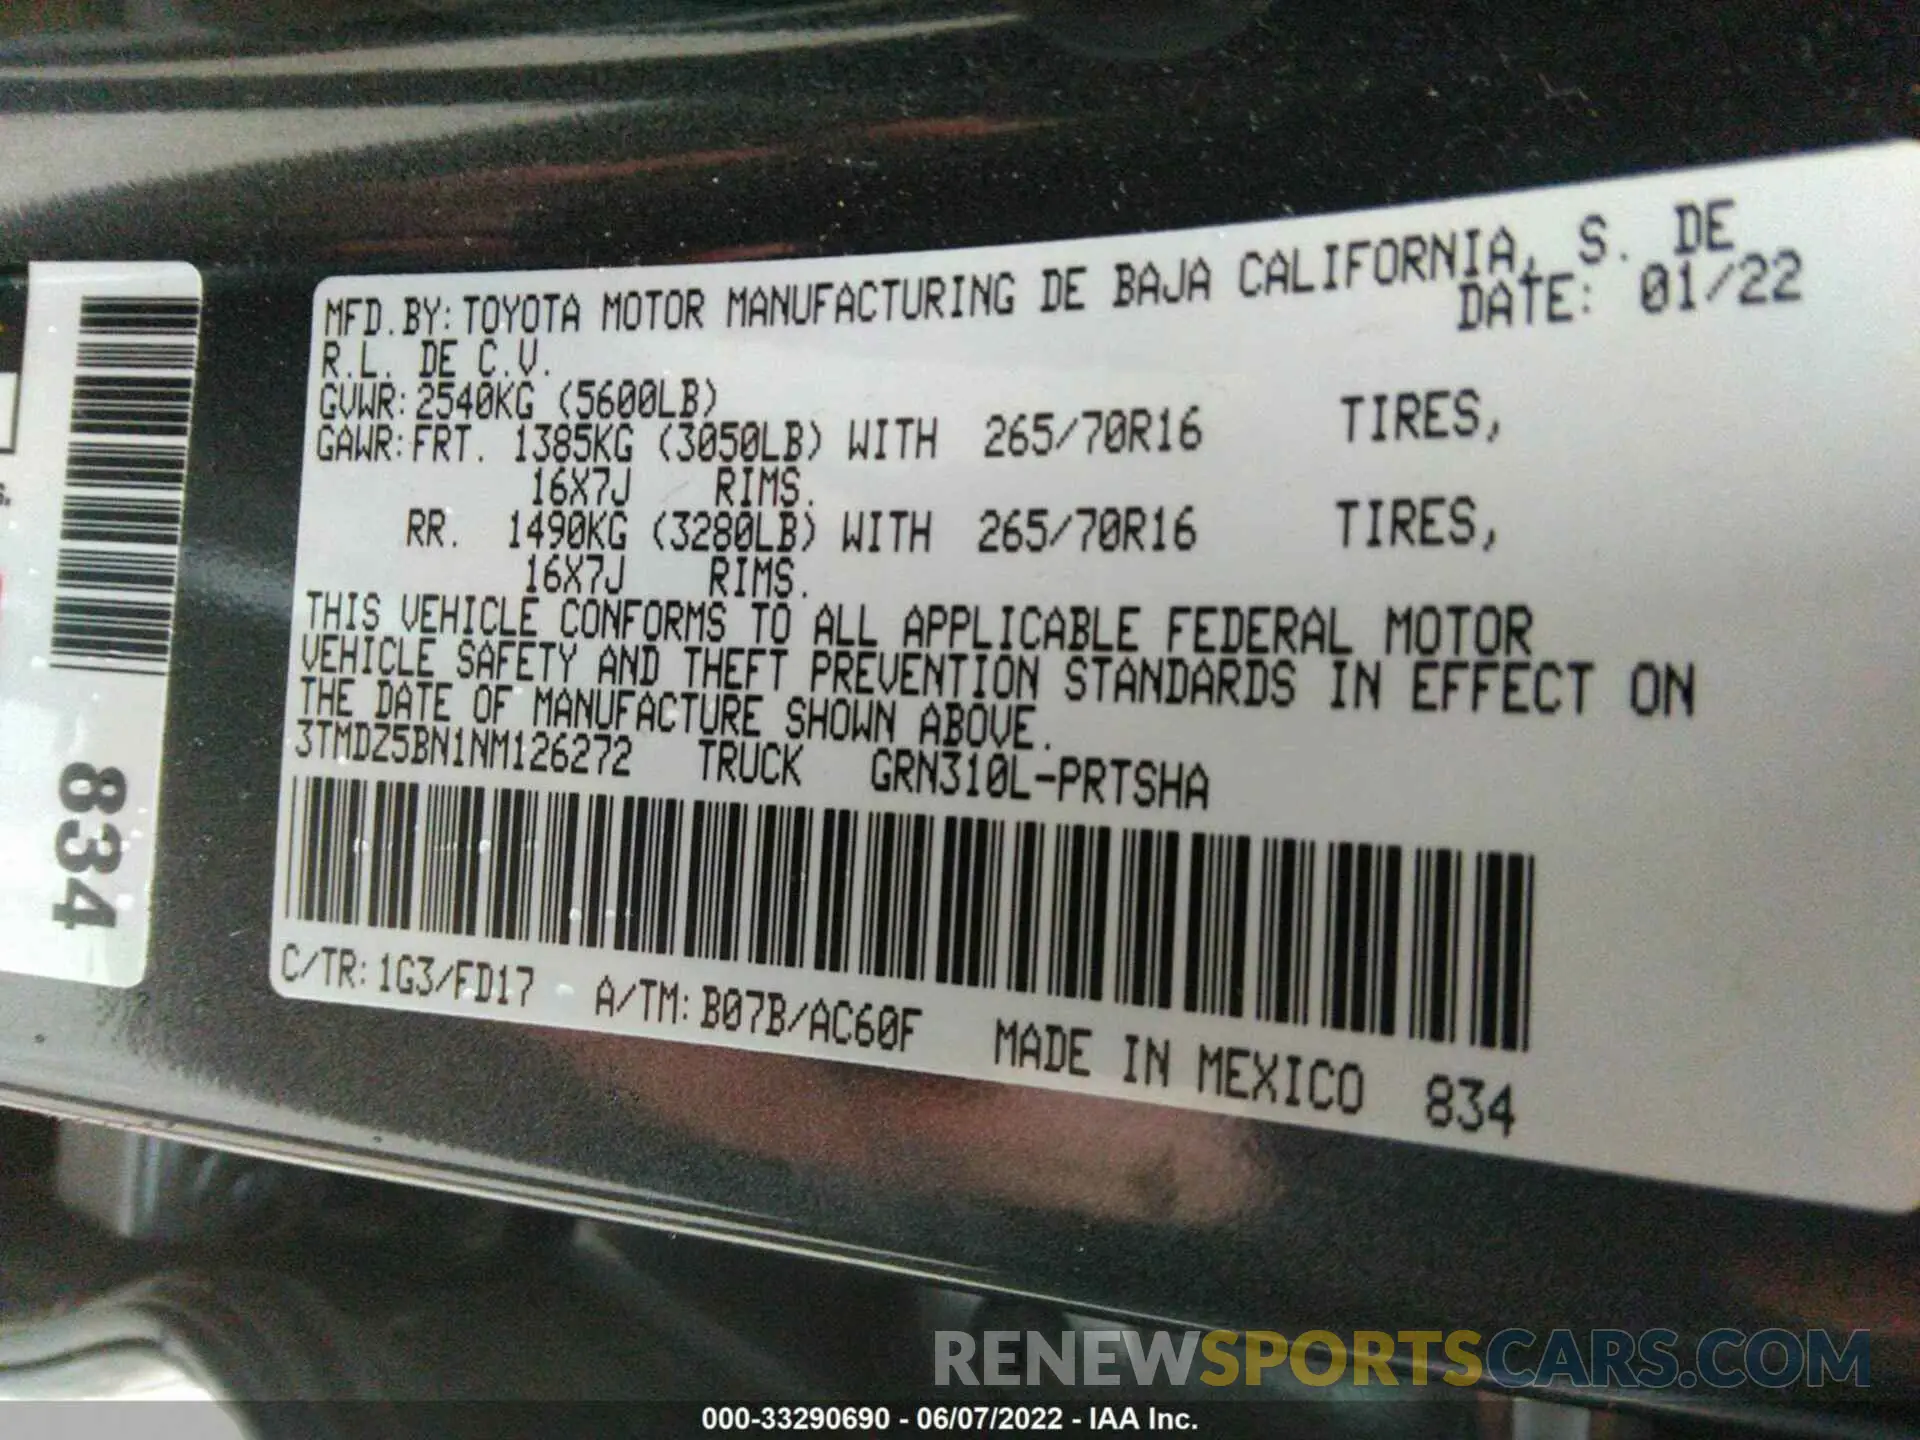 MFD.BY:TOYOTA MOTOR MANUFACTURING DE BAJA CALIFORNIA, S. DE
R.L. DE C.V. DATE: 01/22
GVWR:2540KG (5600LB)
GAWR:FRT. 1385KG (3050LB) WITH 265/70R16 TIRES,
16X7J RIMS.
RR. 1490KG (3280LB) WITH 265/70R16 TIRES,
16X7J RIMS.
THIS VEHICLE CONFORMS TO ALL APPLICABLE FEDERAL MOTOR
VEHICLE SAFETY AND THEFT PREVENTION STANDARDS IN EFFECT ON
THE DATE OF MANUFACTURE SHOWN ABOVE.
3TMDZ5BN1NM126272 TRUCK GRN310L-PRTSHA
C/TR:1G3/FD17 A/TM:B07B/AC60F MADE IN MEXICO 834
834
RENEWSPORTSCARS.COM
000-33290690 - 06/07/2022 - IAA Inc.